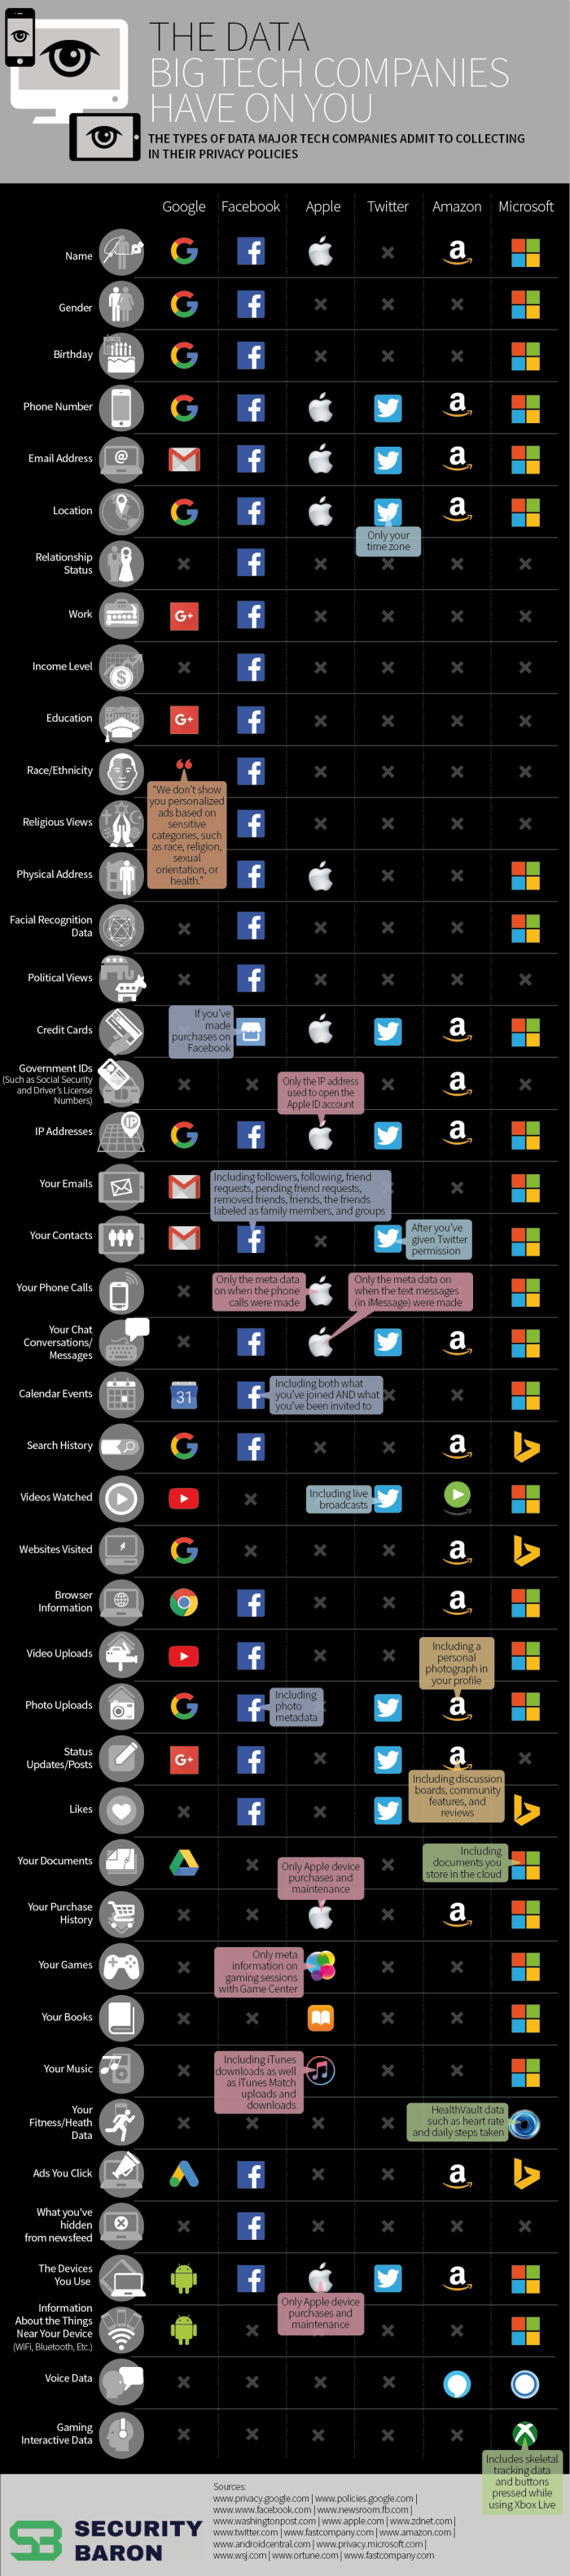 THE DATA
BIG TECH COMPANIES
HAVE ON YOU
THE TYPES OF DATA MAJOR TECH COMPANIES ADMIT TO COLLECTING
IN THEIR PRIVACY POLICIES
Google Facebook Apple Twitter Amazon Microsoft
Name
Gender
Birthday
Phone Number
Email Address
@
Location
Only your
time zone
Relationship
Status
Work
G+
Income Level
$
Education
G+
Race/Ethnicity
"We don't show
you personalized
ads based on
sensitive
categories, such
as race, religion,
sexual
orientation, or
health."
Religious Views
Physical Address
Facial Recognition
Data
Political Views
Credit Cards
If you've
made
purchases on
Facebook
Government IDs
(Such as Social Security
and Driver's License
Numbers)
Only the IP address
used to open the
Apple ID account
IP Addresses
IP
Your Emails
Including followers, following, friend
requests, pending friend requests,
removed friends, friends, the friends
labeled as family members, and groups
Your Contacts
After you've
given Twitter
permission
Your Phone Calls
Only the meta data
on when the phone
calls were made
Only the meta data on
when the text messages
(in iMessage) were made
Your Chat
Conversations/
Messages
Calendar Events
31
Including both what
you've joined AND what
you've been invited to
Search History
Videos Watched
Including live
broadcasts
Websites Visited
Browser
Information
Video Uploads
Including a
personal
photograph in
your profile
Photo Uploads
Including
photo
metadata
Status
Updates/Posts
G+
Including discussion
boards, community
features, and
reviews
Likes
Your Documents
Including
documents you
store in the cloud
Only Apple device
purchases and
maintenance
Your Purchase
History
Your Games
Only meta
information on
gaming sessions
with Game Center
Your Books
Your Music
Including iTunes
downloads as well
as iTunes Match
uploads and
downloads
Your
Fitness/Heath
Data
HealthVault data
such as heart rate
and daily steps taken
Ads You Click
What you've
hidden
from newsfeed
The Devices
You Use
Only Apple device
purchases and
maintenance
Information
About the Things
Near Your Device
(WiFi, Bluetooth, Etc.)
Voice Data
Gaming
Interactive Data
Includes skeletal
tracking data
and buttons
pressed while
using Xbox Live
SECURITY
BARON
Sources:
www.privacy.google.com | www.policies.google.com |
www.www.facebook.com | www.newsroom.fb.com |
www.washingtonpost.com | www.apple.com | www.zdnet.com |
www.twitter.com | www.fastcompany.com | www.amazon.com |
www.androidcentral.com | www.privacy.microsoft.com |
www.wsj.com | www.ortune.com | www.fastcompany.com